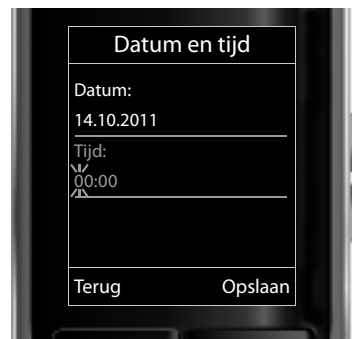 Datum en tijd
Datum:
14.10.2011
Tijd:
00:00
Terug Opslaan